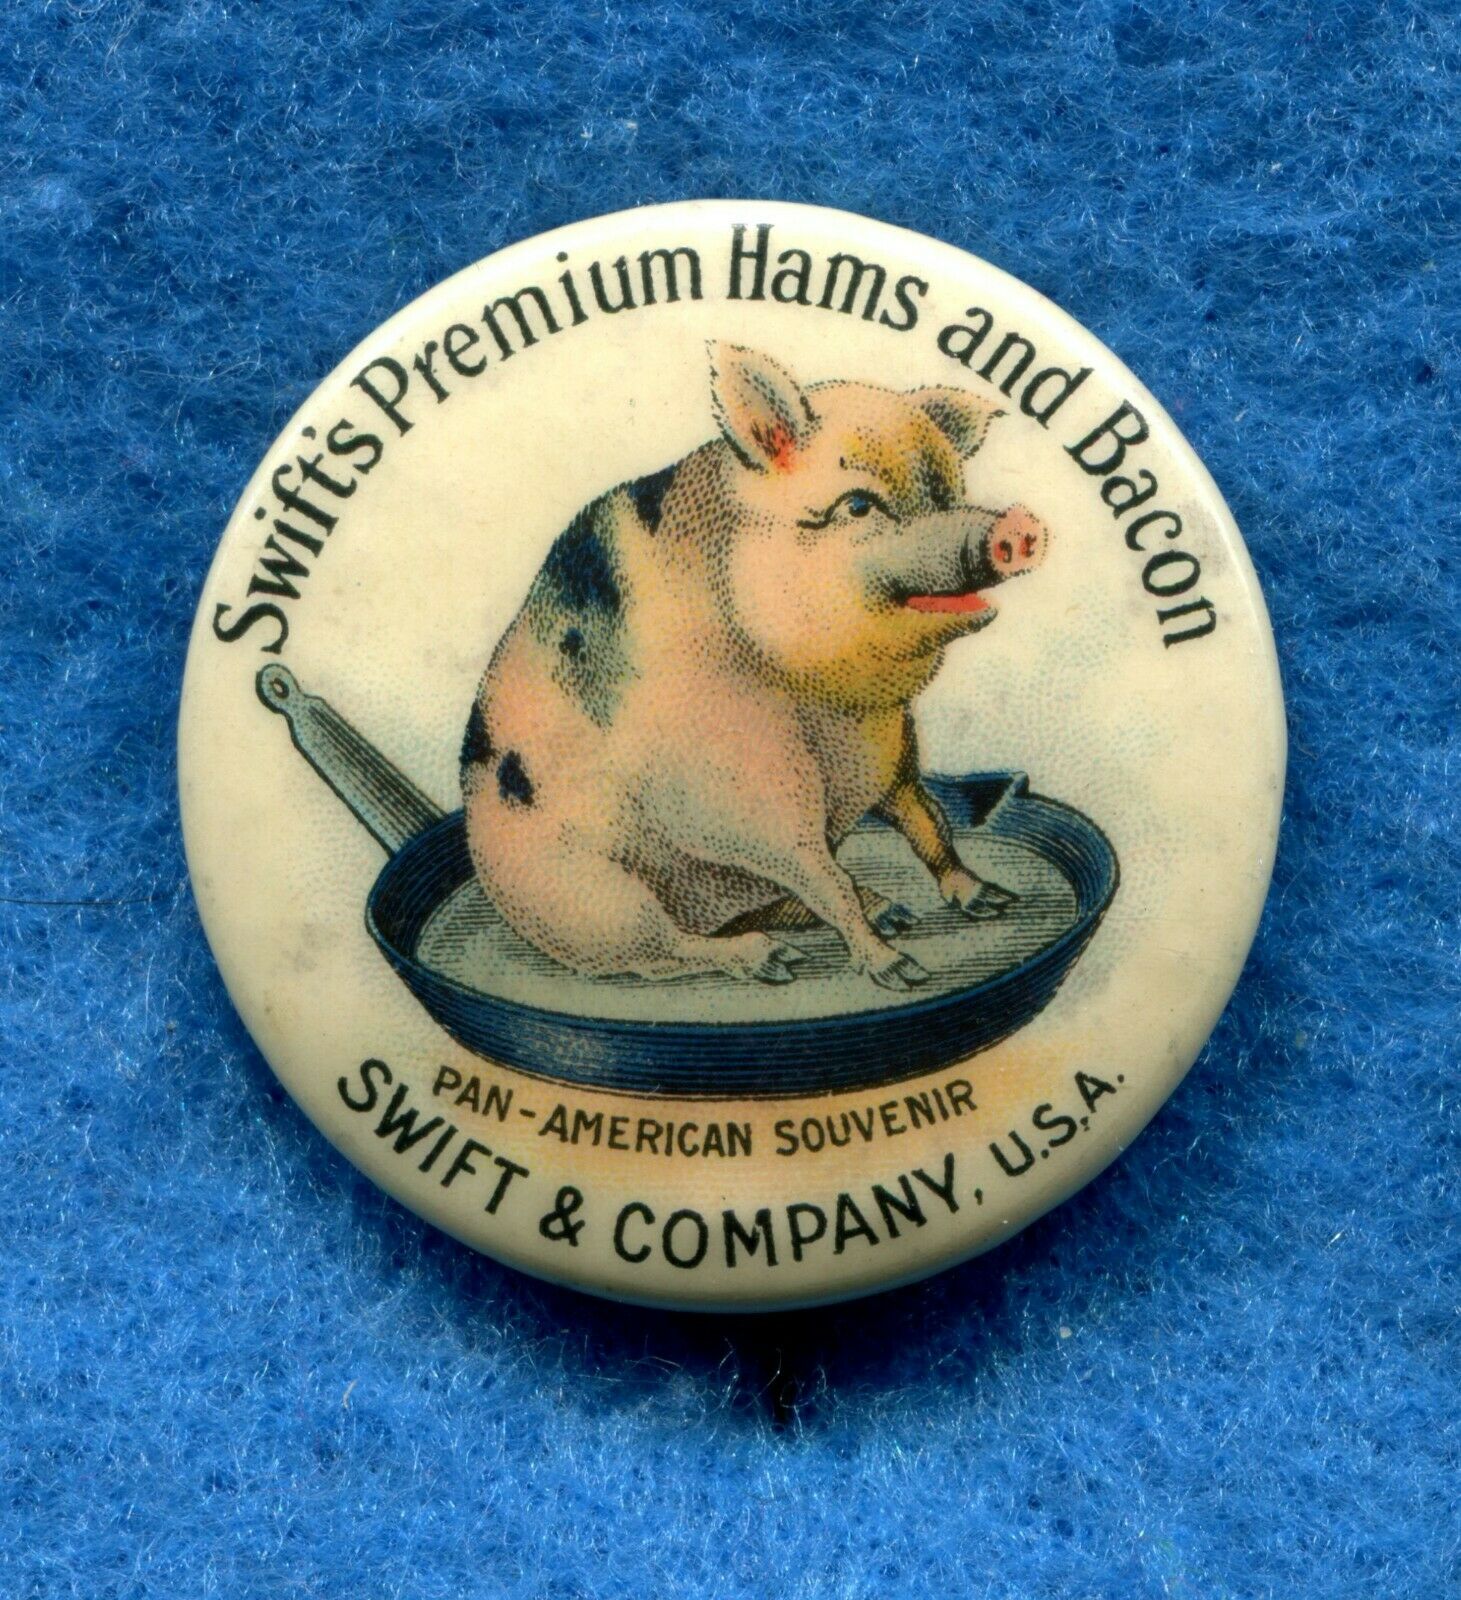 Swift's Premium Hams and Bacon
PAN-AMERICAN SOUVENIR
SWIFT & COMPANY, U.S.A.